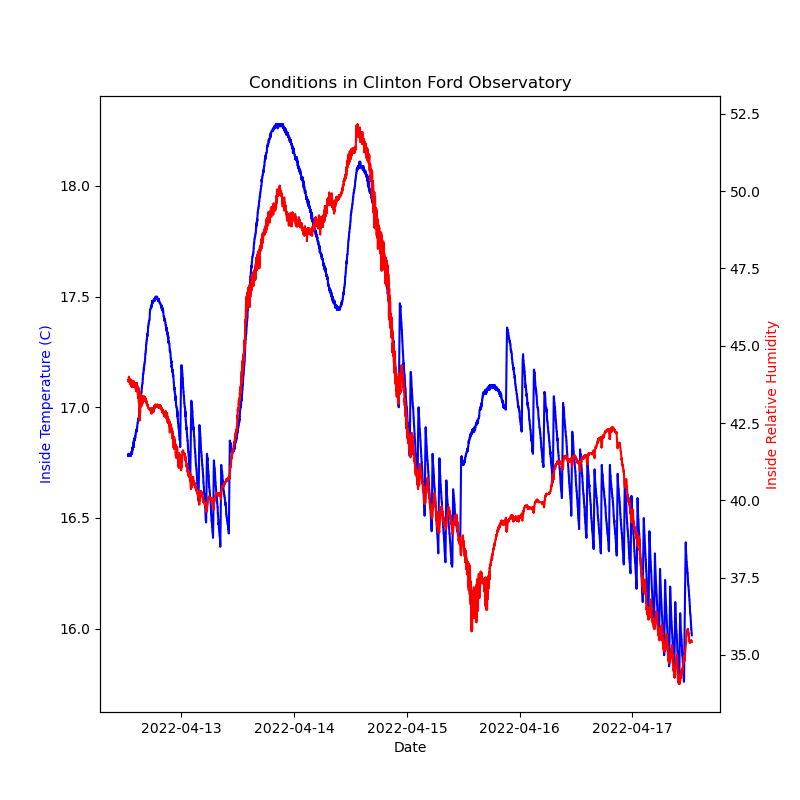 Conditions in Clinton Ford Observatory
Inside Temperature (C)
18.0
17.5
17.0
16.5
16.0
52.5
50.0
47.5
45.0
42.5
40.0
37.5
35.0
Inside Relative Humidity
2022-04-13 2022-04-14 2022-04-15 2022-04-16 2022-04-17
Date